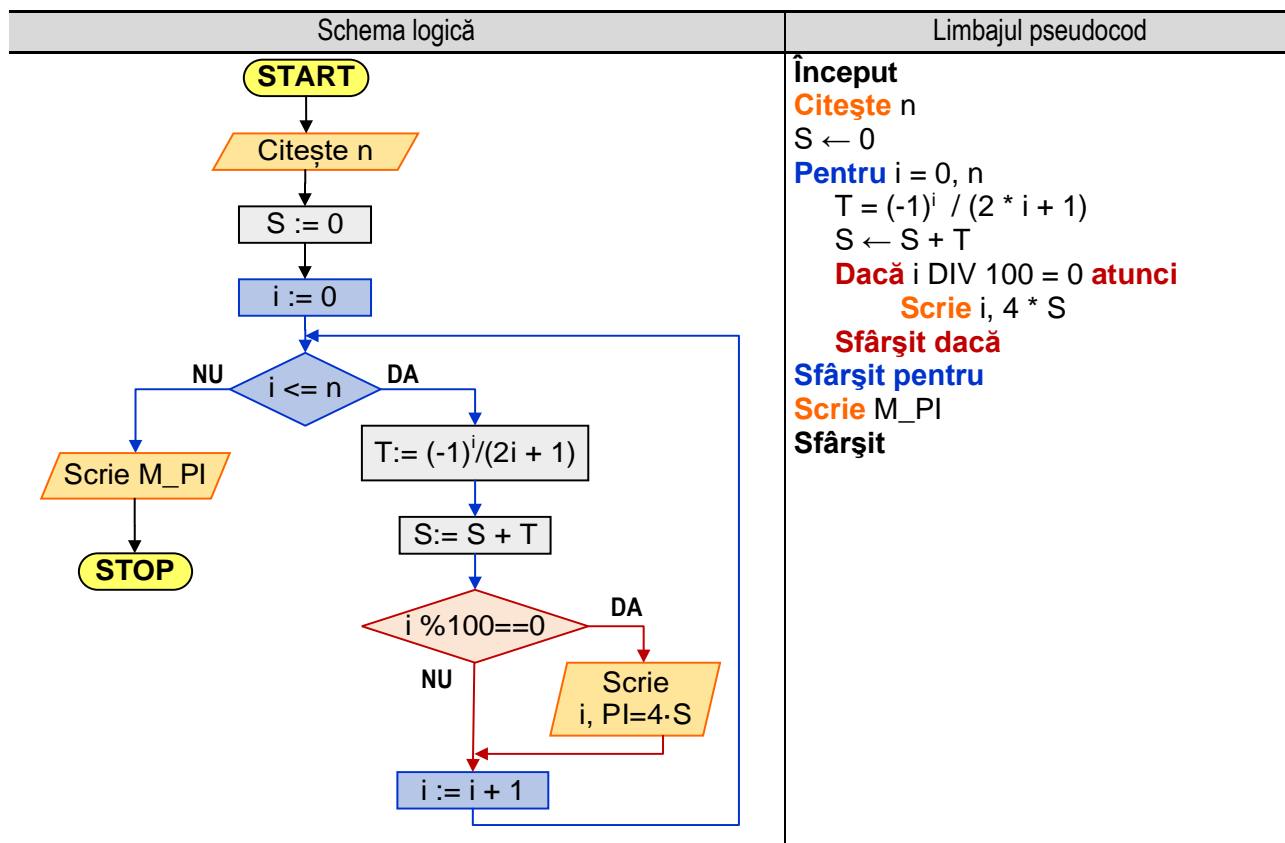 Schema logică
Limbajul pseudocod
START
Citește n
S := 0
i := 0
NU
i <= n
DA
T:= (-1)ⁱ/(2i + 1)
Scrie M_PI
S:= S + T
STOP
i %100==0
DA
NU
Scrie
i, PI=4·S
i := i + 1
Început
Citeşte n
S ← 0
Pentru i = 0, n
T = (-1)ⁱ / (2 * i + 1)
S ← S + T
Dacă i DIV 100 = 0 atunci
Scrie i, 4 * S
Sfârşit dacă
Sfârşit pentru
Scrie M_PI
Sfârşit